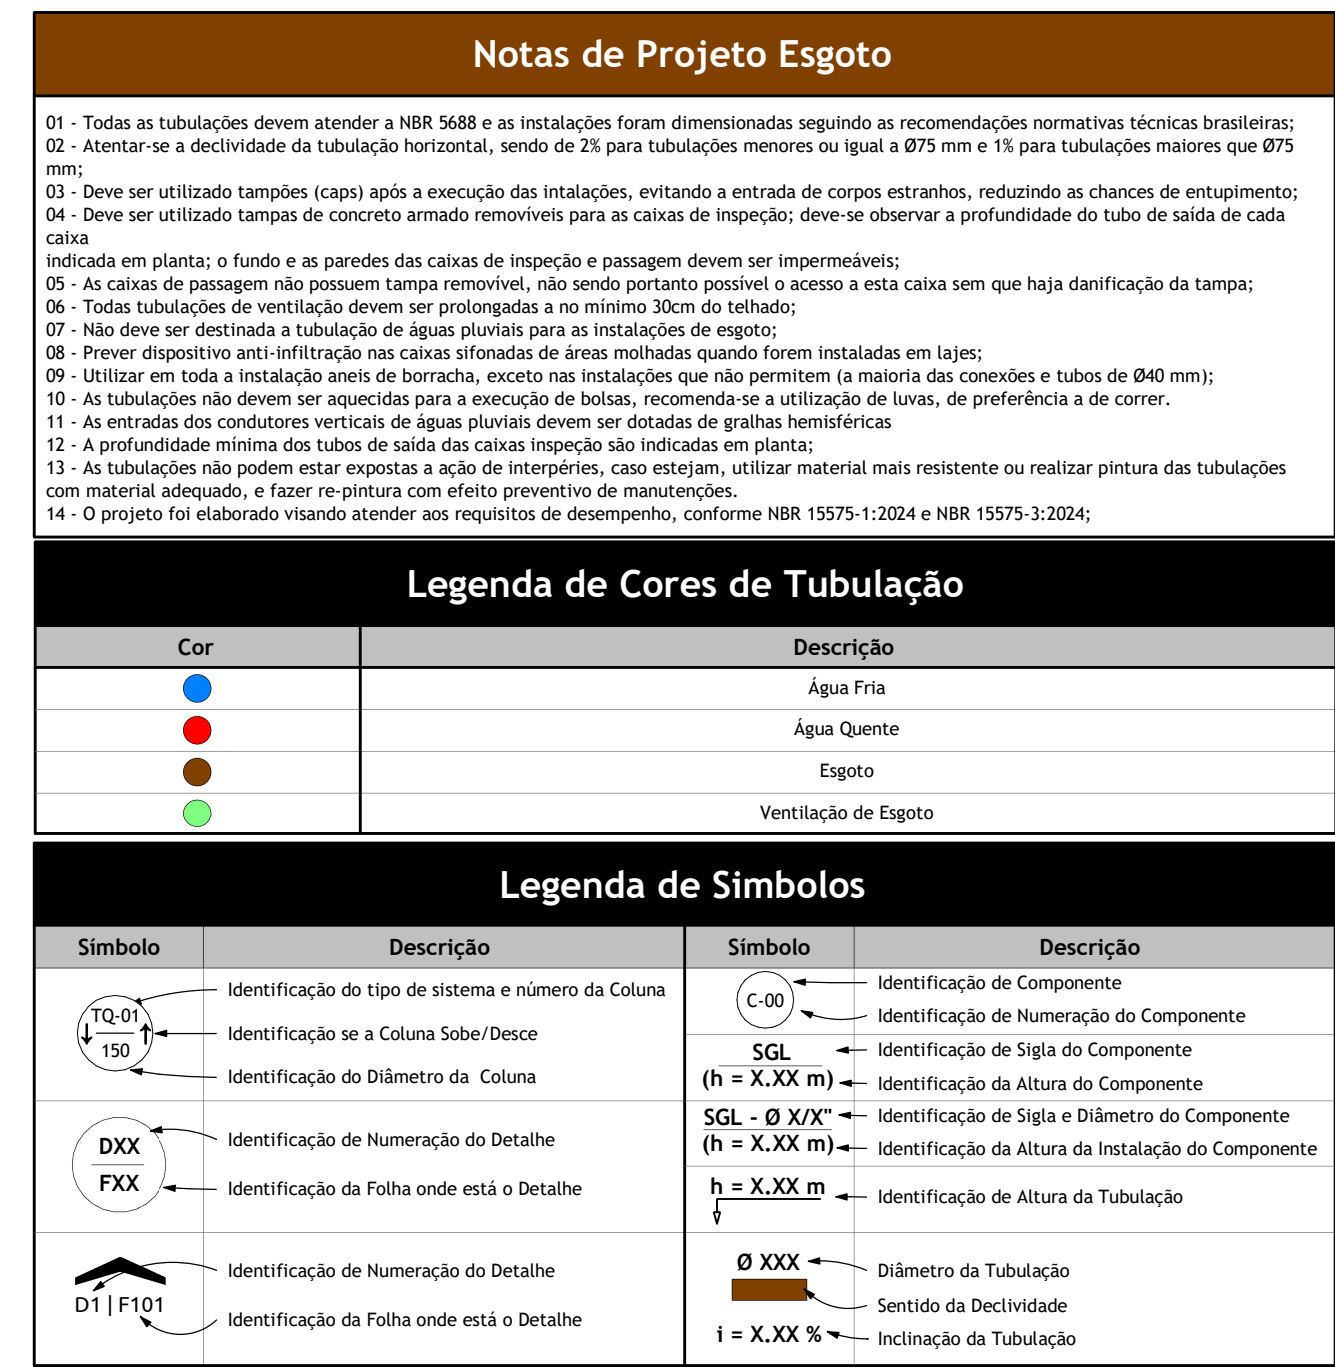 Notas de Projeto Esgoto
01 - Todas as tubulações devem atender a NBR 5688 e as instalações foram dimensionadas seguindo as recomendações normativas técnicas brasileiras;
02 - Atentar-se a declividade da tubulação horizontal, sendo de 2% para tubulações menores ou igual a Ø75 mm e 1% para tubulações maiores que Ø75
mm;
03 - Deve ser utilizado tampões (caps) após a execução das intalações, evitando a entrada de corpos estranhos, reduzindo as chances de entupimento;
04 - Deve ser utilizado tampas de concreto armado removíveis para as caixas de inspeção; deve-se observar a profundidade do tubo de saída de cada
caixa
indicada em planta; o fundo e as paredes das caixas de inspeção e passagem devem ser impermeáveis;
05 - As caixas de passagem não possuem tampa removível, não sendo portanto possível o acesso a esta caixa sem que haja danificação da tampa;
06 - Todas tubulações de ventilação devem ser prolongadas a no mínimo 30cm do telhado;
07 - Não deve ser destinada a tubulação de águas pluviais para as instalações de esgoto;
08 - Prever dispositivo anti-infiltração nas caixas sifonadas de áreas molhadas quando forem instaladas em lajes;
09 - Utilizar em toda a instalação aneis de borracha, exceto nas instalações que não permitem (a maioria das conexões e tubos de Ø40 mm);
10 - As tubulações não devem ser aquecidas para a execução de bolsas, recomenda-se a utilização de luvas, de preferência a de correr.
11 - As entradas dos condutores verticais de águas pluviais devem ser dotadas de gralhas hemisféricas
12 - A profundidade mínima dos tubos de saída das caixas inspeção são indicadas em planta;
13 - As tubulações não podem estar expostas a ação de interpéries, caso estejam, utilizar material mais resistente ou realizar pintura das tubulações
com material adequado, e fazer re-pintura com efeito preventivo de manutenções.
14 - O projeto foi elaborado visando atender aos requisitos de desempenho, conforme NBR 15575-1:2024 e NBR 15575-3:2024;
Legenda de Cores de Tubulação
Cor Descrição
Água Fria
Água Quente
Esgoto
Ventilação de Esgoto
Legenda de Simbolos
Símbolo Descrição
TQ-01
150
Identificação do tipo de sistema e número da Coluna
Identificação se a Coluna Sobe/Desce
Identificação do Diâmetro da Coluna
DXX
FXX
Identificação de Numeração do Detalhe
Identificação da Folha onde está o Detalhe
D1 | F101
Identificação de Numeração do Detalhe
Identificação da Folha onde está o Detalhe
Símbolo Descrição
C-00
Identificação de Componente
Identificação de Numeração do Componente
SGL Identificação de Sigla do Componente
(h = X.XX m) Identificação da Altura do Componente
SGL - Ø X/X" Identificação de Sigla e Diâmetro do Componente
(h = X.XX m) Identificação da Altura da Instalação do Componente
h = X.XX m Identificação de Altura da Tubulação
Ø XXX Diâmetro da Tubulação
Sentido da Declividade
i = X.XX % Inclinação da Tubulação